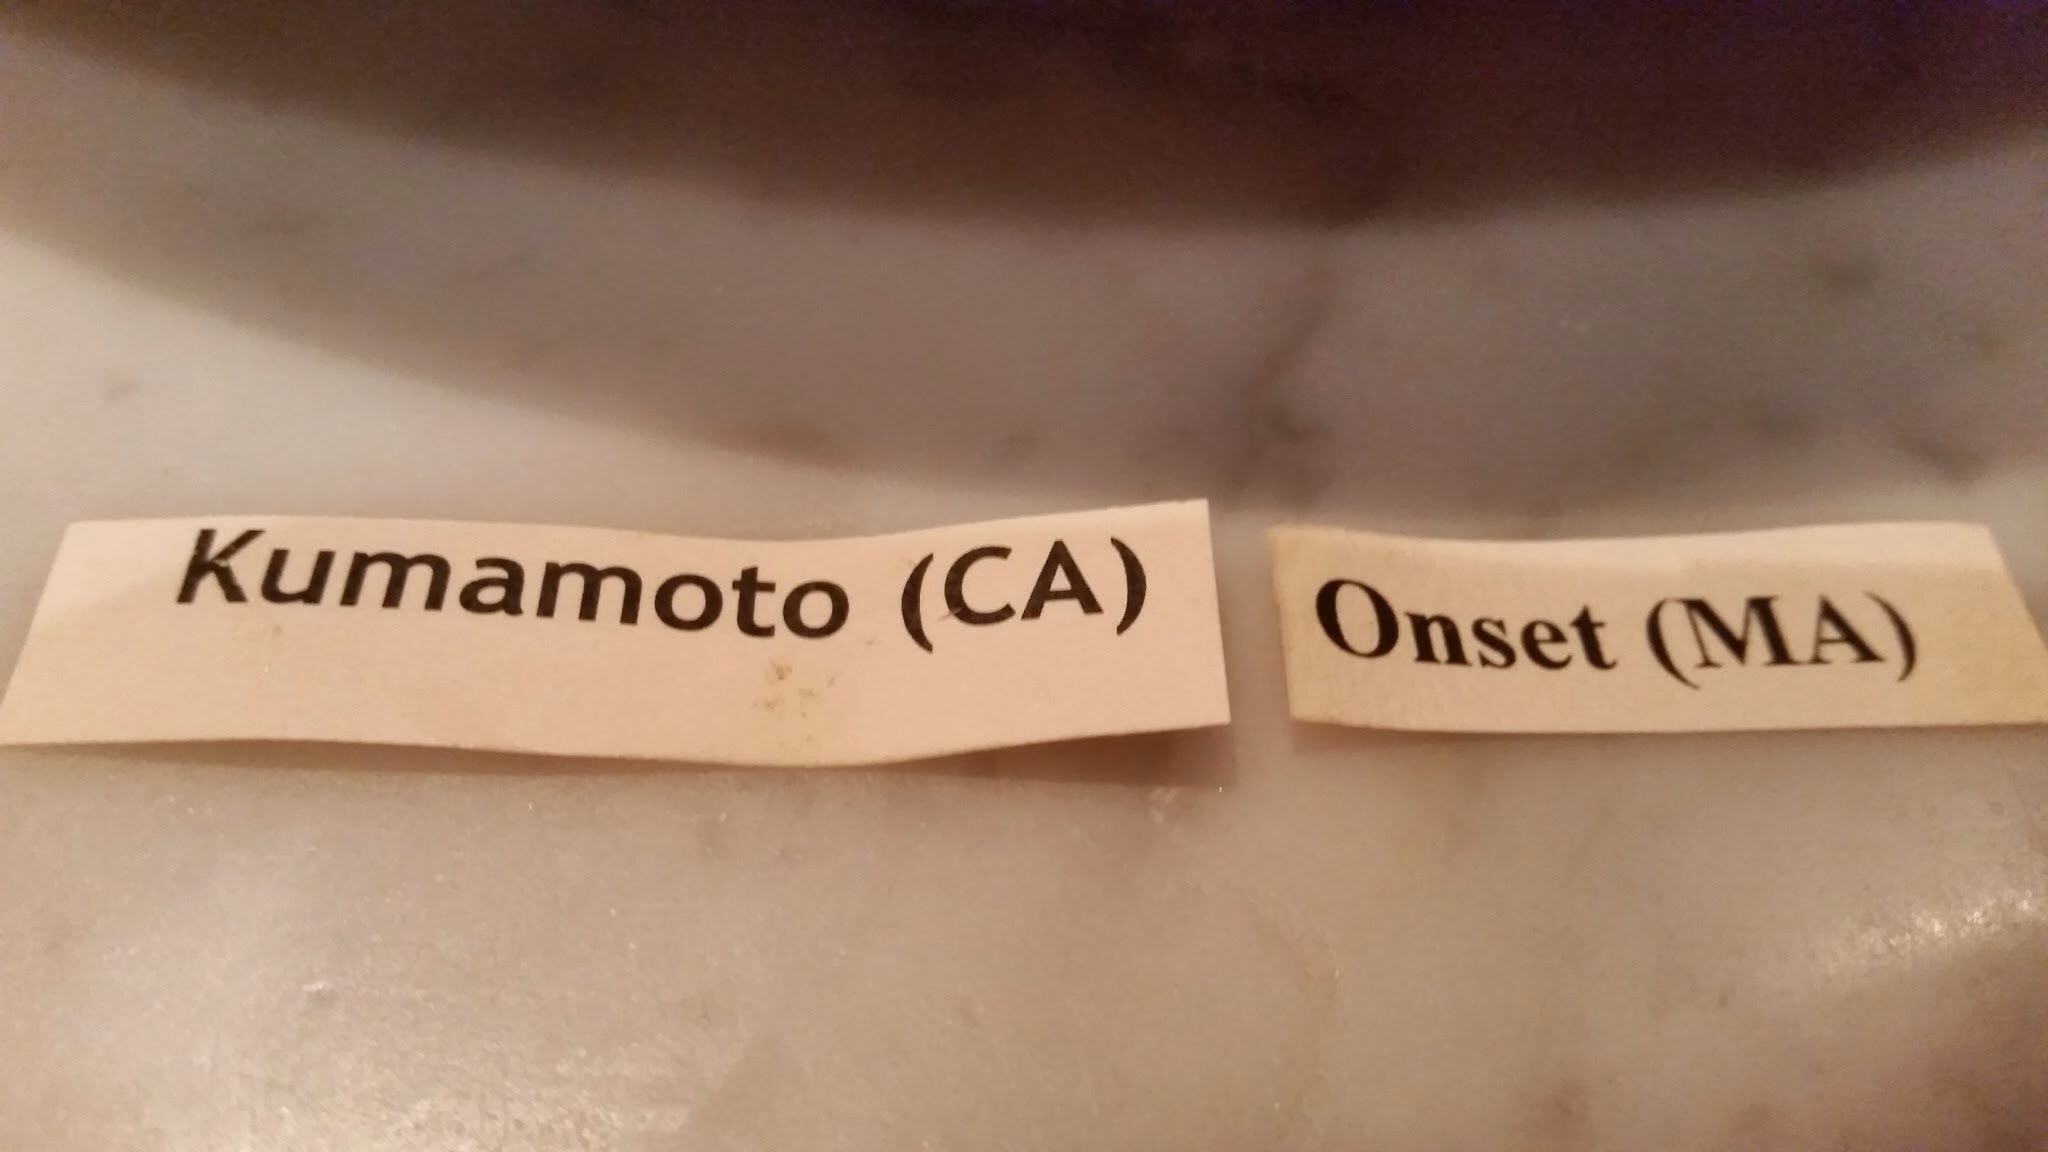 Kumamoto (CA)
Onset (MA)